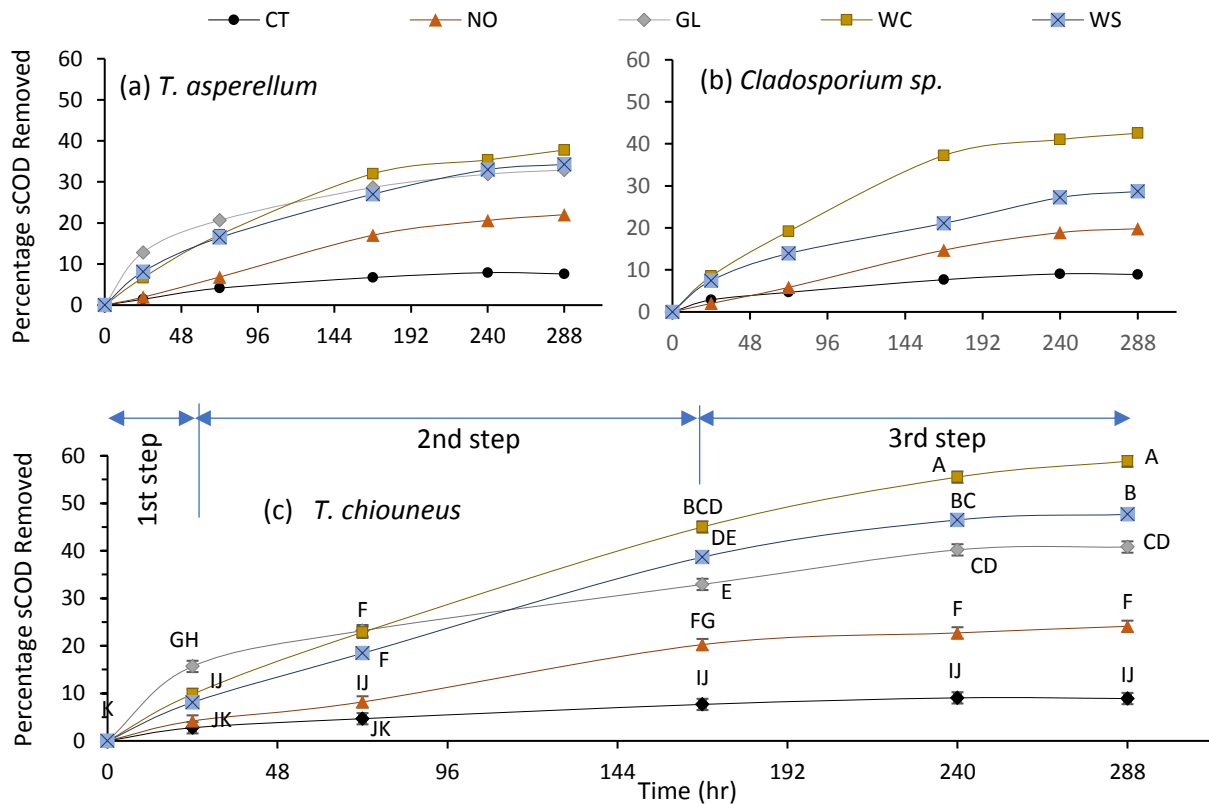 CT NO GL WC WS
Percentage sCOD Removed
60
50
40
30
20
10
0
(a) T. asperellum
0 48 96 144 192 240 288
60
50
40
30
20
10
0
(b) Cladosporium sp.
0 48 96 144 192 240 288
1st step
2nd step
3rd step
Percentage sCOD Removed
60
50
40
30
20
10
0
(c) T. chiouneus
A A
BCD BC B
DE
CD CD
E
F F F
GH FG
F
IJ IJ IJ IJ IJ
K JK JK
0 48 96 144 192 240 288
Time (hr)